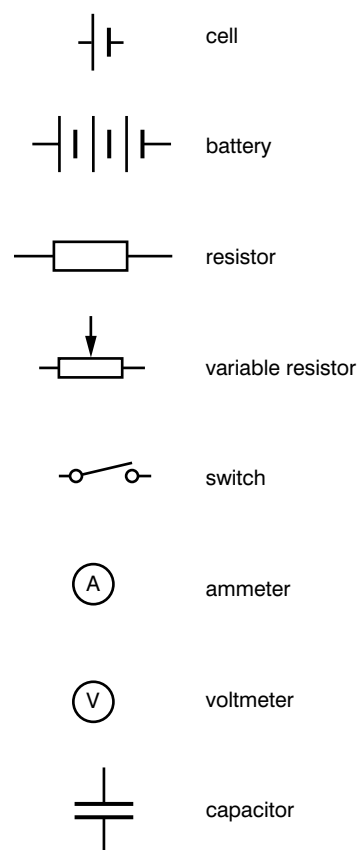 cell
battery
resistor
variable resistor
switch
A
ammeter
V
voltmeter
capacitor